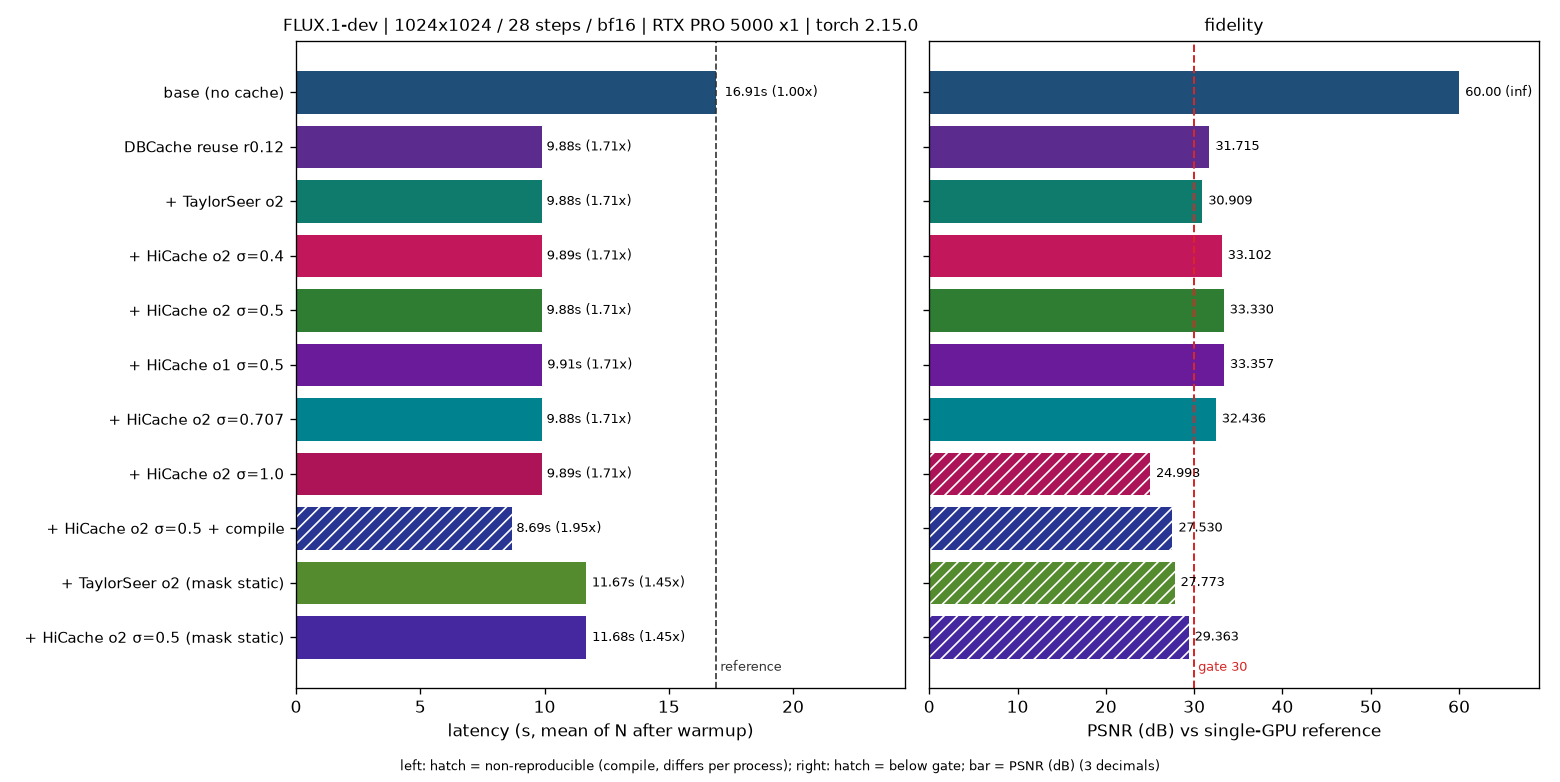 FLUX.1-dev | 1024x1024 / 28 steps / bf16 | RTX PRO 5000 x1 | torch 2.15.0
base (no cache)
DBCache reuse r0.12
+ TaylorSeer o2
+ HiCache o2 σ=0.4
+ HiCache o2 σ=0.5
+ HiCache o1 σ=0.5
+ HiCache o2 σ=0.707
+ HiCache o2 σ=1.0
+ HiCache o2 σ=0.5 + compile
+ TaylorSeer o2 (mask static)
+ HiCache o2 σ=0.5 (mask static)
16.91s (1.00x)
9.88s (1.71x)
9.88s (1.71x)
9.89s (1.71x)
9.88s (1.71x)
9.91s (1.71x)
9.88s (1.71x)
9.89s (1.71x)
8.69s (1.95x)
11.67s (1.45x)
11.68s (1.45x)
reference
0 5 10 15 20
latency (s, mean of N after warmup)
fidelity
60.00 (inf)
31.715
30.909
33.102
33.330
33.357
32.436
24.998
27.530
27.773
29.363
gate 30
0 10 20 30 40 50 60
PSNR (dB) vs single-GPU reference
left: hatch = non-reproducible (compile, differs per process); right: hatch = below gate; bar = PSNR (dB) (3 decimals)